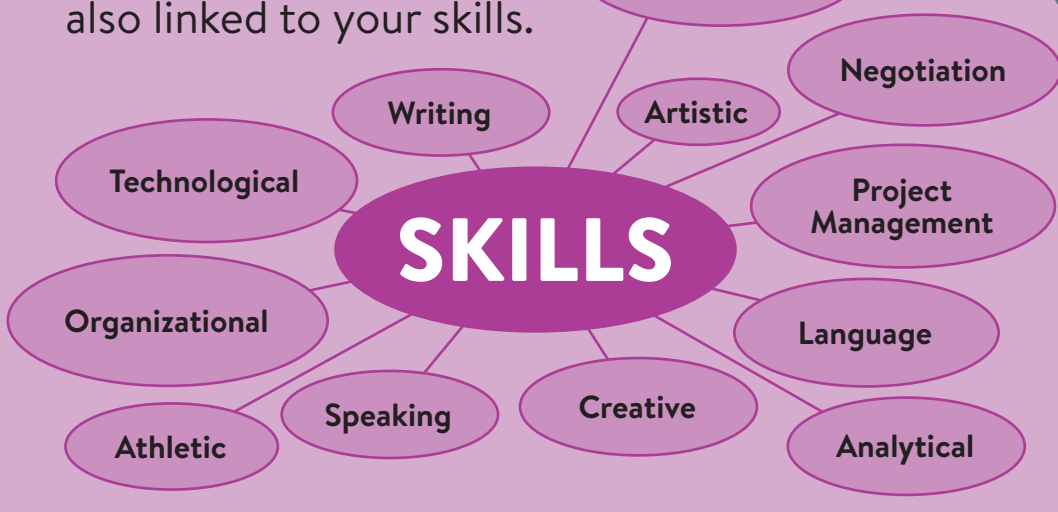 also linked to your skills.
Negotiation
Writing
Artistic
Technological
Project
Management
SKILLS
Organizational
Language
Speaking
Creative
Athletic
Analytical